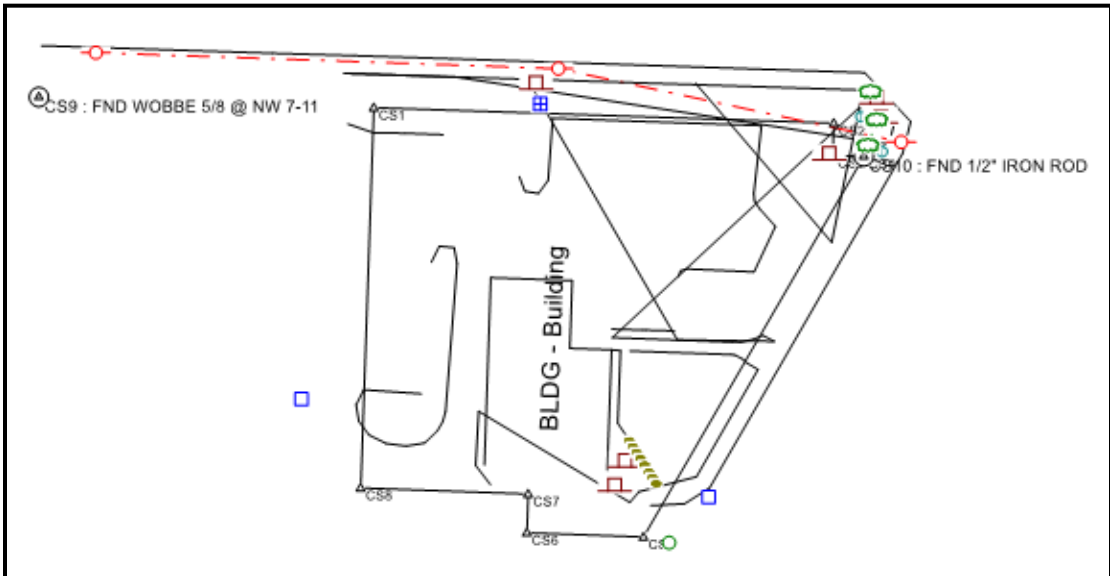 CS9 : FND WOBBE 5/8 @ NW 7-11
CS1
CS10 : FND 1/2" IRON ROD
BLDG - Building
CS8
CS7
CS6